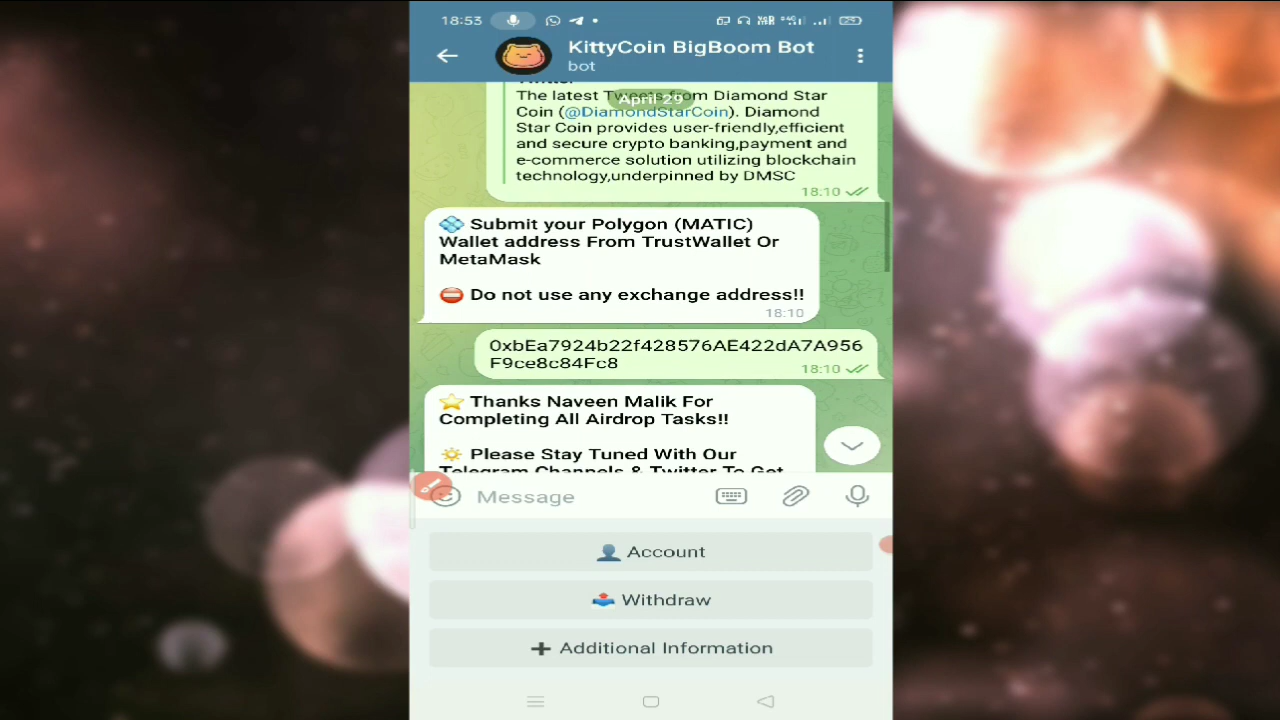 18:53
KittyCoin BigBoom Bot
bot
The latest Tweets from Diamond Star
April 29
Coin (@DiamondStarCoin). Diamond
Star Coin provides user-friendly,efficient
and secure crypto banking,payment and
e-commerce solution utilizing blockchain
technology,underpinned by DMSC
18:10
Submit your Polygon (MATIC)
Wallet address From TrustWallet Or
MetaMask
Do not use any exchange address!!
18:10
0xbEa7924b22f428576AE422dA7A956
F9ce8c84Fc8
18:10
Thanks Naveen Malik For
Completing All Airdrop Tasks!!
Please Stay Tuned With Our
Telegram Channels & Twitter To Get
Message
Account
Withdraw
Additional Information